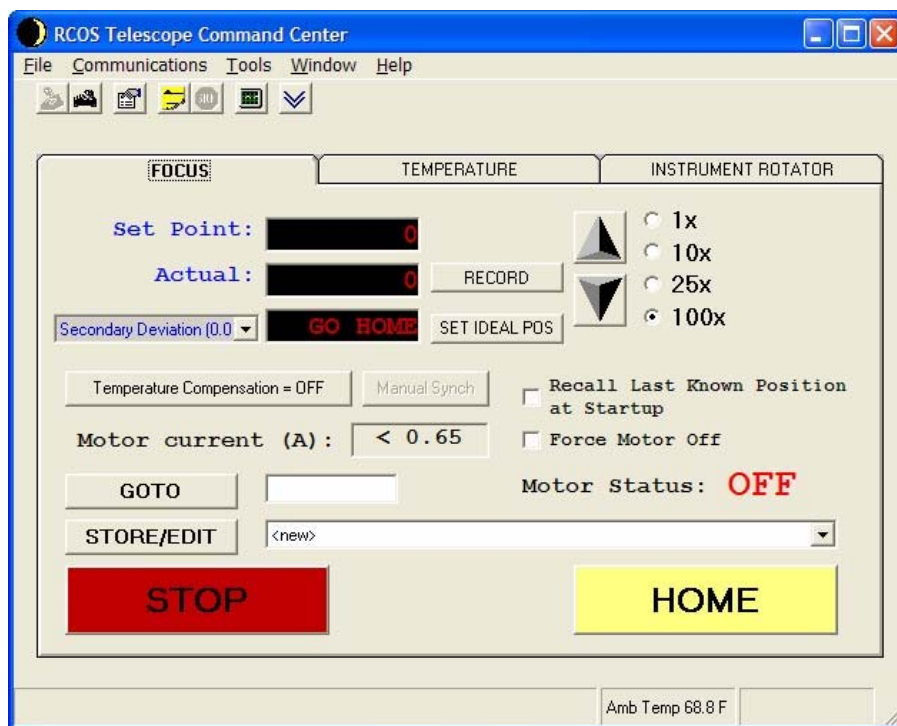 RCOS Telescope Command Center
File Communications Tools Window Help
FOCUS TEMPERATURE INSTRUMENT ROTATOR
Set Point: 0
1x
10x
Actual: 0 RECORD
25x
Secondary Deviation (0.0 GO HOME SET IDEAL POS
100x
Temperature Compensation = OFF Manual Synch
Recall Last Known Position
at Startup
Motor current (A): < 0.65
Force Motor Off
GOTO
Motor Status: OFF
STORE/EDIT <new>
STOP HOME
Amb Temp 68.8 F